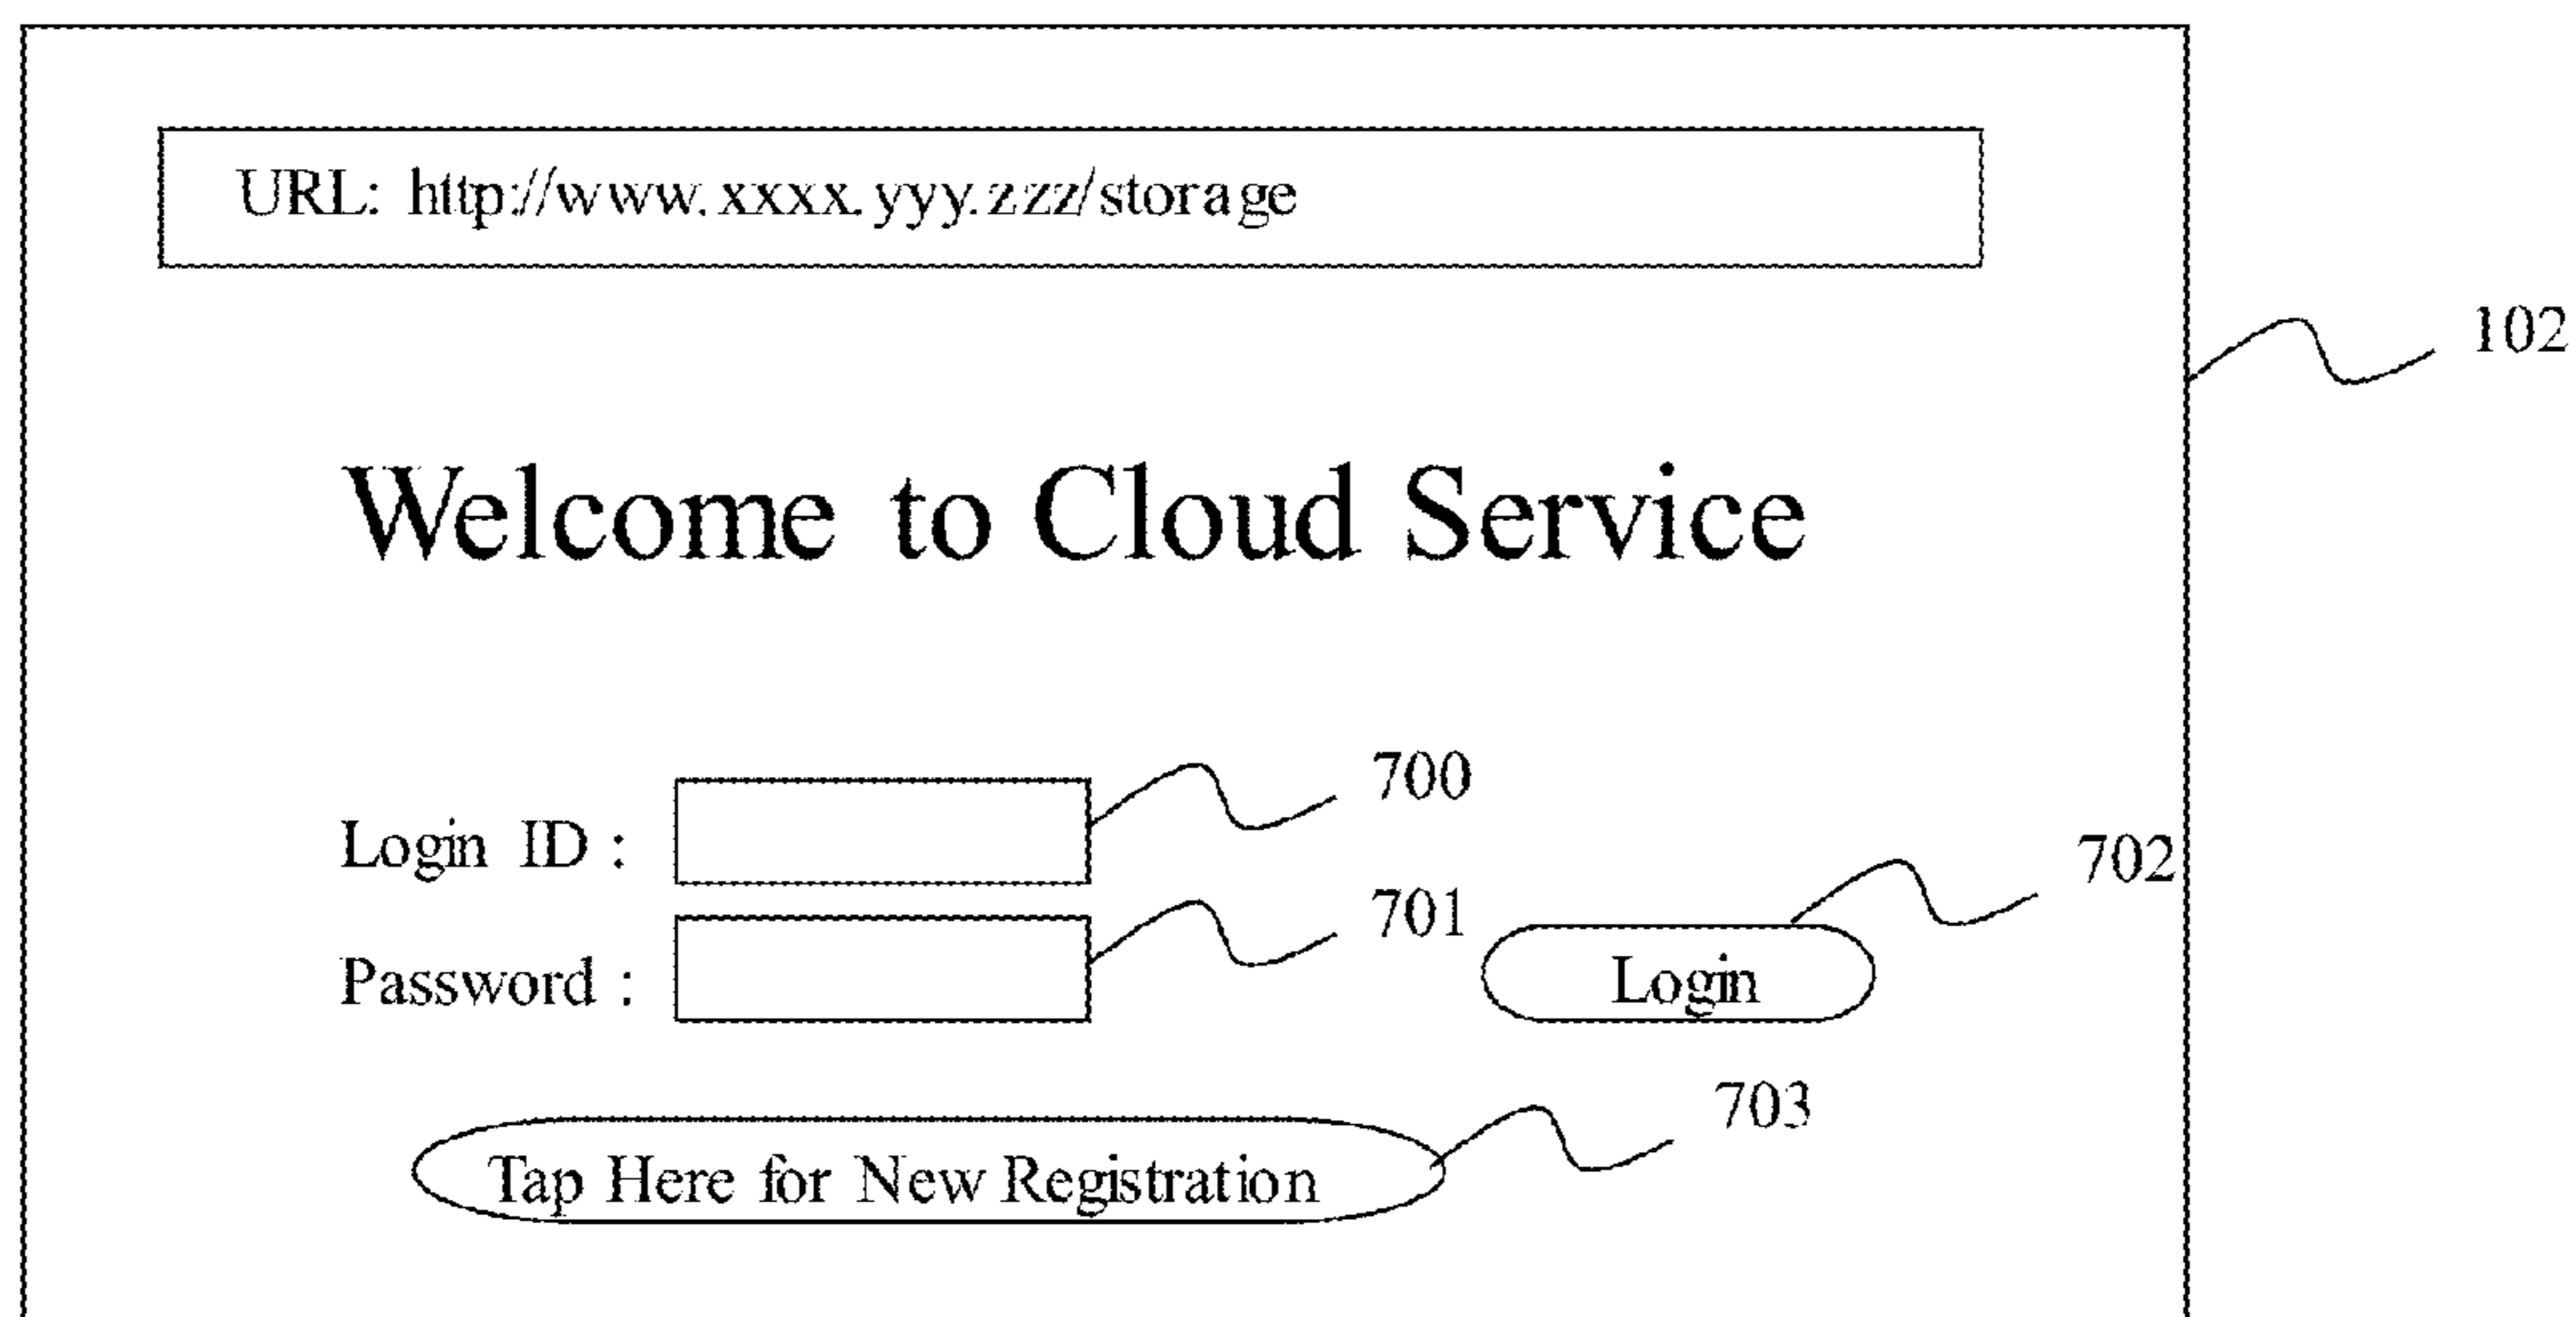 URL: http://www.xxxx.yyy.zzz/storage
102
Welcome to Cloud Service
700
Login ID :
702
701
Password :
Login
703
Tap Here for New Registration